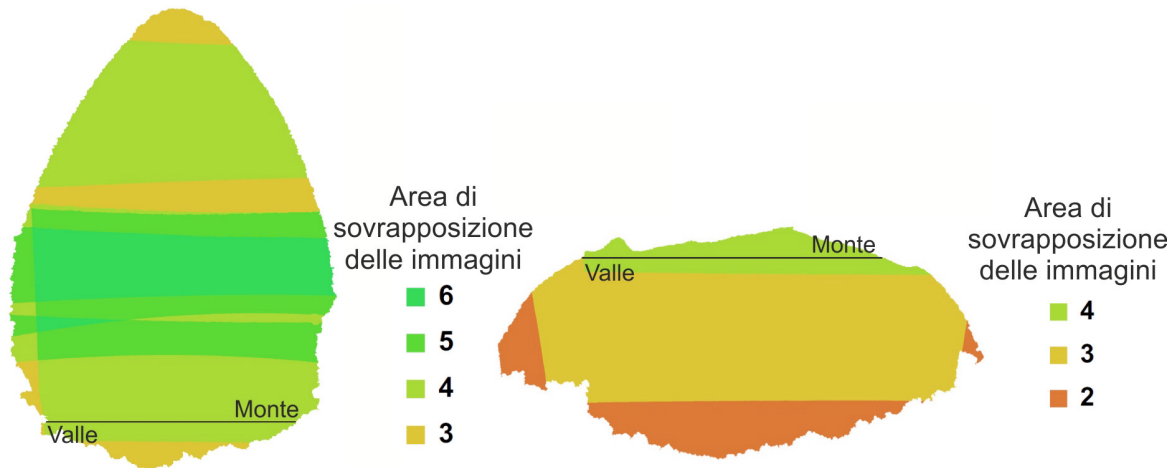 Area di
sovrapposizione
delle immagini
6
5
4
3
Monte
Valle
Area di
sovrapposizione
delle immagini
4
3
2
Monte
Valle